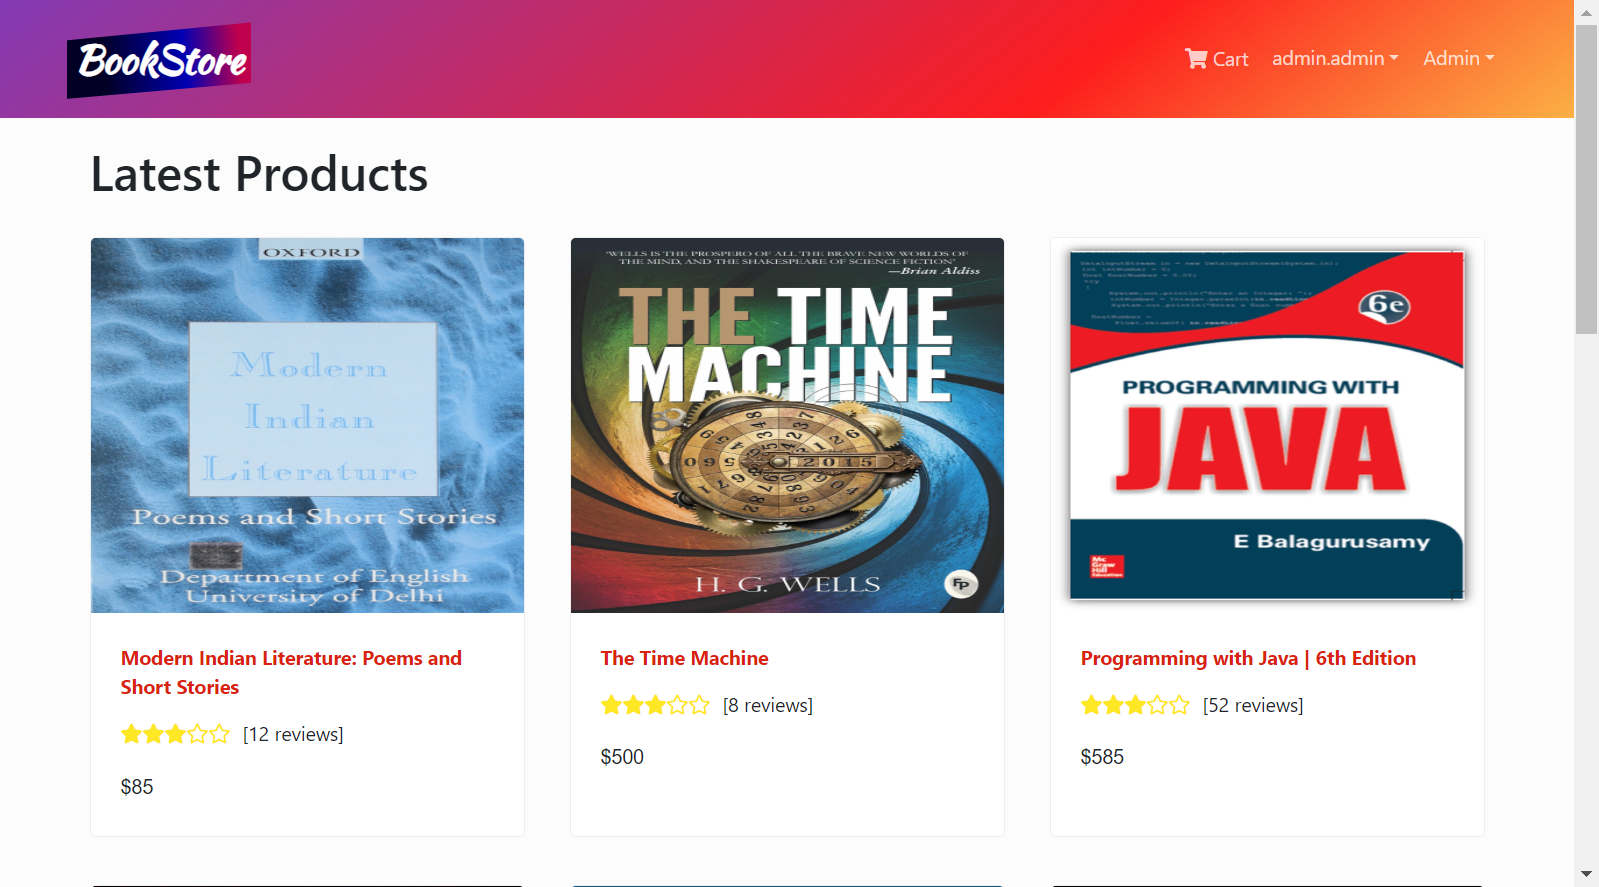 BookStore
Cart
admin.admin
Admin
Latest Products
OXFORD
Modern
Indian
Literature
Poems and Short Stories
Department of English
University of Delhi
Modern Indian Literature: Poems and
Short Stories
[12 reviews]
$85
"WELLS IS THE PROSPERO OF ALL THE BRAVE NEW WORLDS OF
THE MIND, AND THE SHAKESPEARE OF SCIENCE FICTION"
—Brian Aldiss
THE TIME
MACHINE
2015
H. G. WELLS
FP
The Time Machine
[8 reviews]
$500
6e
PROGRAMMING WITH
JAVA
E Balagurusamy
Mc
Graw
Hill
Education
Programming with Java | 6th Edition
[52 reviews]
$585